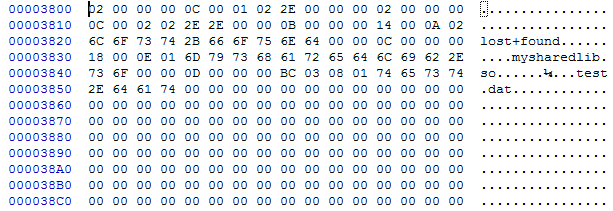 00003800 02 00 00 00 0C 00 01 02 2E 00 00 00 02 00 00 00 ................
00003810 0C 00 02 02 2E 2E 00 00 0B 00 00 00 14 00 0A 02 ................
00003820 6C 6F 73 74 2B 66 6F 75 6E 64 00 00 0C 00 00 00 lost+found......
00003830 18 00 0E 01 6D 79 73 68 61 72 65 64 6C 69 62 2E ....mysharedlib.
00003840 73 6F 00 00 0D 00 00 00 BC 03 08 01 74 65 73 74 so......¼...test
00003850 2E 64 61 74 00 00 00 00 00 00 00 00 00 00 00 00 .dat............
00003860 00 00 00 00 00 00 00 00 00 00 00 00 00 00 00 00 ................
00003870 00 00 00 00 00 00 00 00 00 00 00 00 00 00 00 00 ................
00003880 00 00 00 00 00 00 00 00 00 00 00 00 00 00 00 00 ................
00003890 00 00 00 00 00 00 00 00 00 00 00 00 00 00 00 00 ................
000038A0 00 00 00 00 00 00 00 00 00 00 00 00 00 00 00 00 ................
000038B0 00 00 00 00 00 00 00 00 00 00 00 00 00 00 00 00 ................
000038C0 00 00 00 00 00 00 00 00 00 00 00 00 00 00 00 00 ................